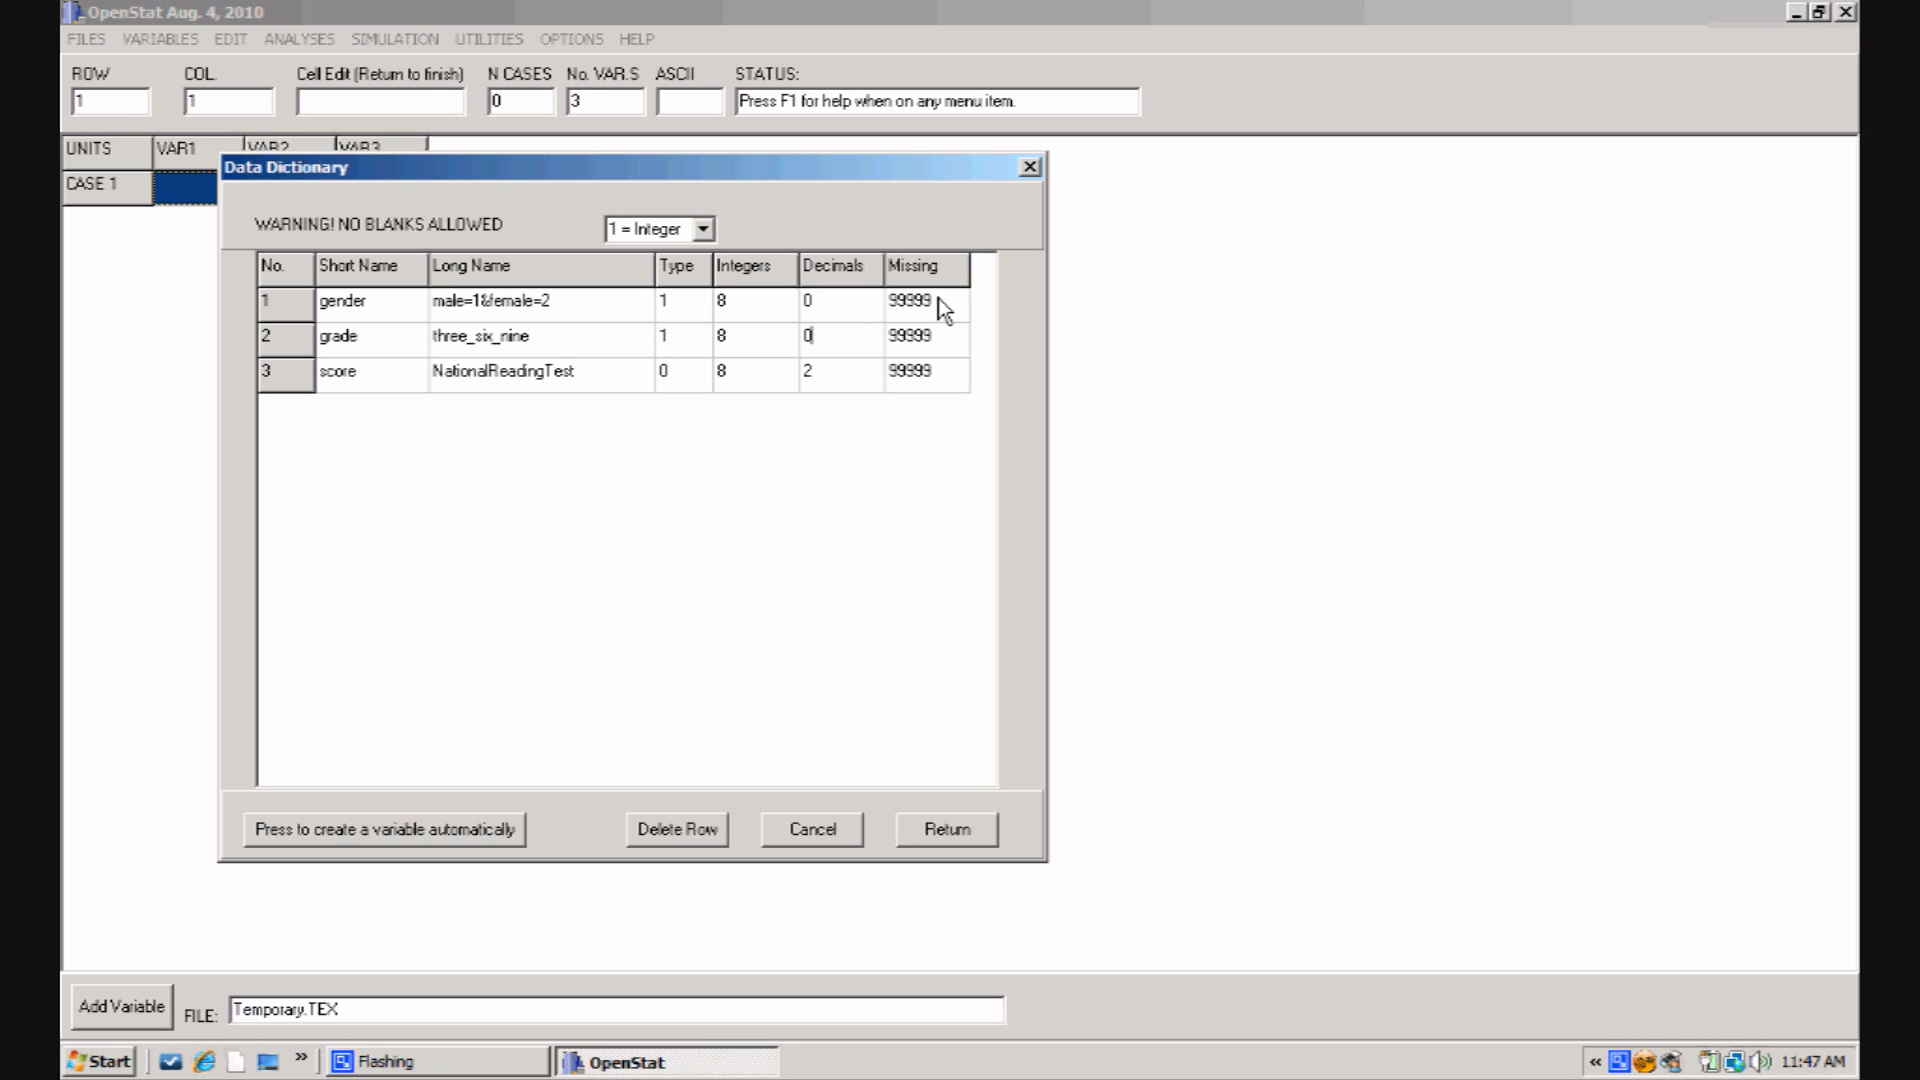 OpenStat Aug. 4, 2010
FILES VARIABLES EDIT ANALYSES SIMULATION UTILITIES OPTIONS HELP
ROW COL. Cell Edit (Return to finish) N CASES No. VAR.S ASCII STATUS:
1 1 0 3 Press F1 for help when on any menu item.
UNITS VAR1 VAR2 VAR3
CASE 1
Data Dictionary
WARNING! NO BLANKS ALLOWED 1 = Integer
No. Short Name Long Name Type Integers Decimals Missing
1 gender male=1&female=2 1 8 0 99999
2 grade three_six_nine 1 8 0 99999
3 score NationalReadingTest 0 8 2 99999
Press to create a variable automatically Delete Row Cancel Return
Add Variable FILE: Temporary.TEX
Start » Flashing OpenStat « 11:47 AM